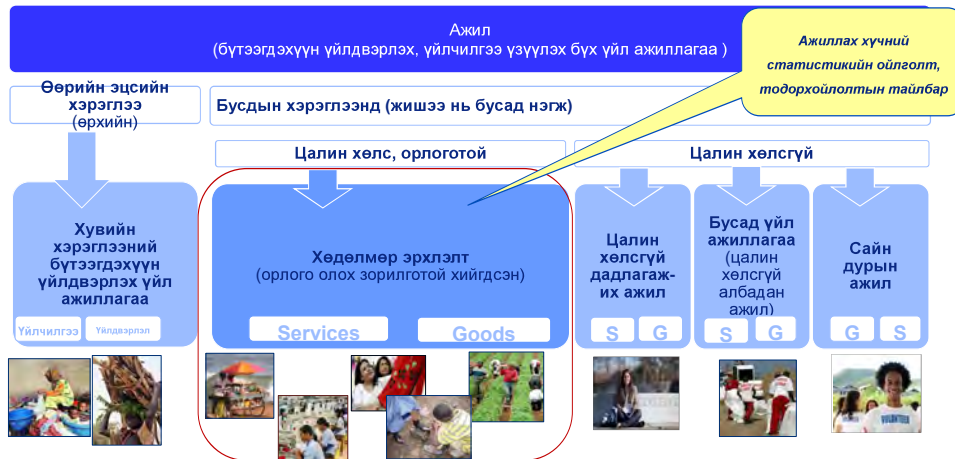 Ажил
(бүтээгдэхүүн үйлдвэрлэх, үйлчилгээ үзүүлэх бүх үйл ажиллагаа )
Ажиллах хүчний
статистикийн ойлголт,
тодорхойлолтын тайлбар
Өөрийн эцсийн
хэрэглээ
(өрхийн)
Бусдын хэрэглээнд (жишээ нь бусад нэгж)
Цалин хөлс, орлоготой
Цалин хөлсгүй
Хувийн
хэрэглээний
бүтээгдэхүүн
үйлдвэрлэх үйл
ажиллагаа
Үйлчилгээ
Үйлдвэрлэл
Хөдөлмөр эрхлэлт
(орлого олох зорилготой хийгдсэн)
Services
Goods
Цалин
хөлсгүй
дадлагаж-
их ажил
S
G
Бусад үйл
ажиллагаа
(цалин
хөлсгүй
албадан
ажил)
S
G
Сайн
дурын
ажил
G
S
VOLUNTEER